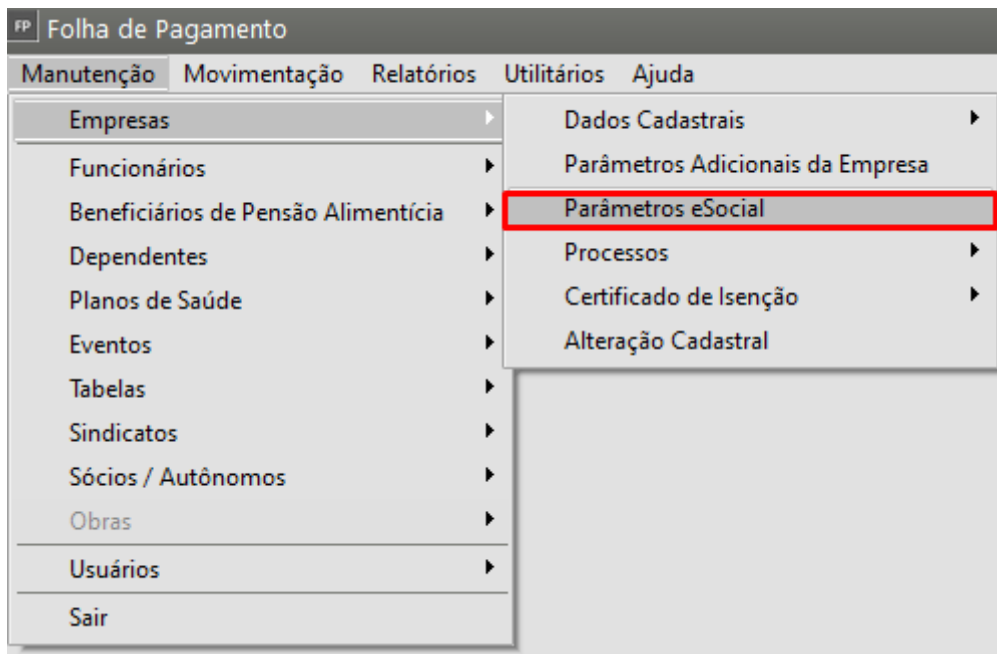 FP Folha de Pagamento
Manutenção Movimentação Relatórios Utilitários Ajuda
Empresas
Funcionários
Beneficiários de Pensão Alimentícia
Dependentes
Planos de Saúde
Eventos
Tabelas
Sindicatos
Sócios / Autônomos
Obras
Usuários
Sair
Dados Cadastrais
Parâmetros Adicionais da Empresa
Parâmetros eSocial
Processos
Certificado de Isenção
Alteração Cadastral